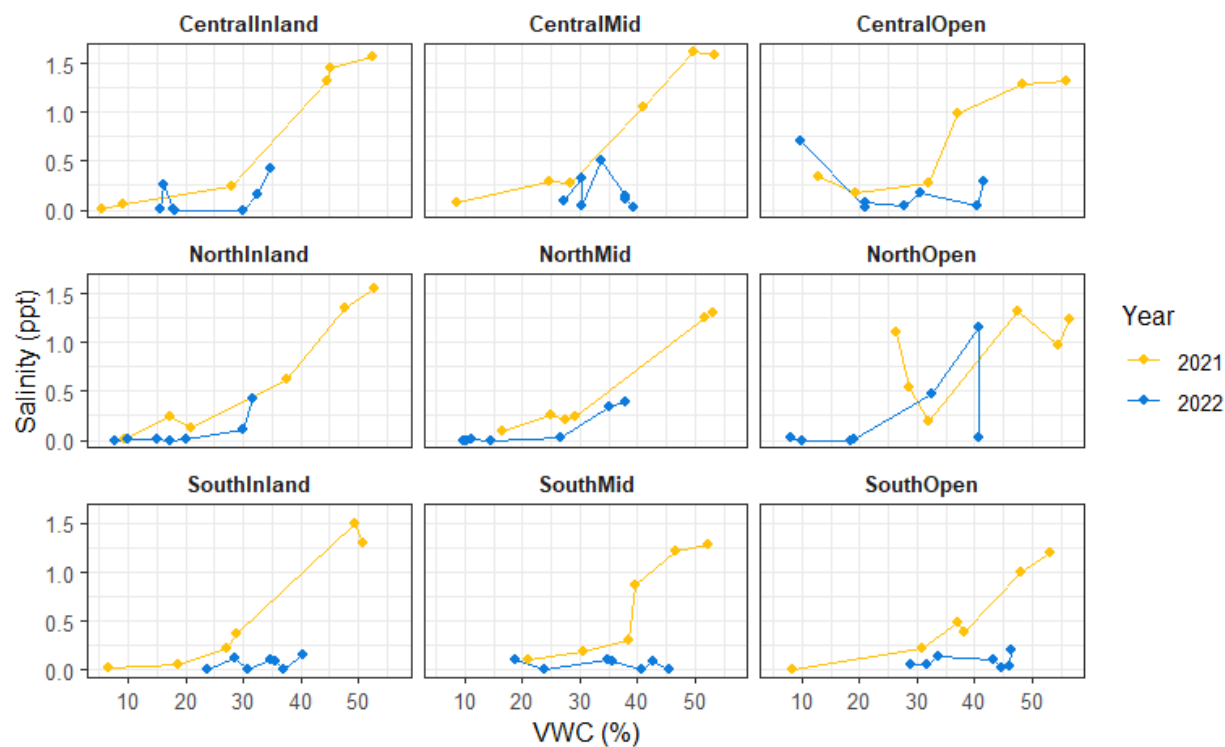 CentralInland CentralMid CentralOpen
1.5
1.0
0.5
0.0
NorthInland NorthMid NorthOpen
1.5
1.0
0.5
0.0
Salinity (ppt)
Year
2021
2022
SouthInland SouthMid SouthOpen
1.5
1.0
0.5
0.0
10 20 30 40 50 10 20 30 40 50 10 20 30 40 50
VWC (%)